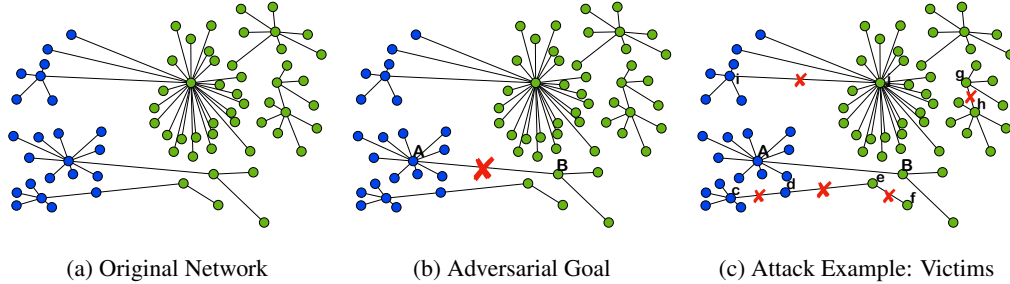 A
B
i
j
g
h
A
B
c
d
e
f
(a) Original Network
(b) Adversarial Goal
(c) Attack Example: Victims